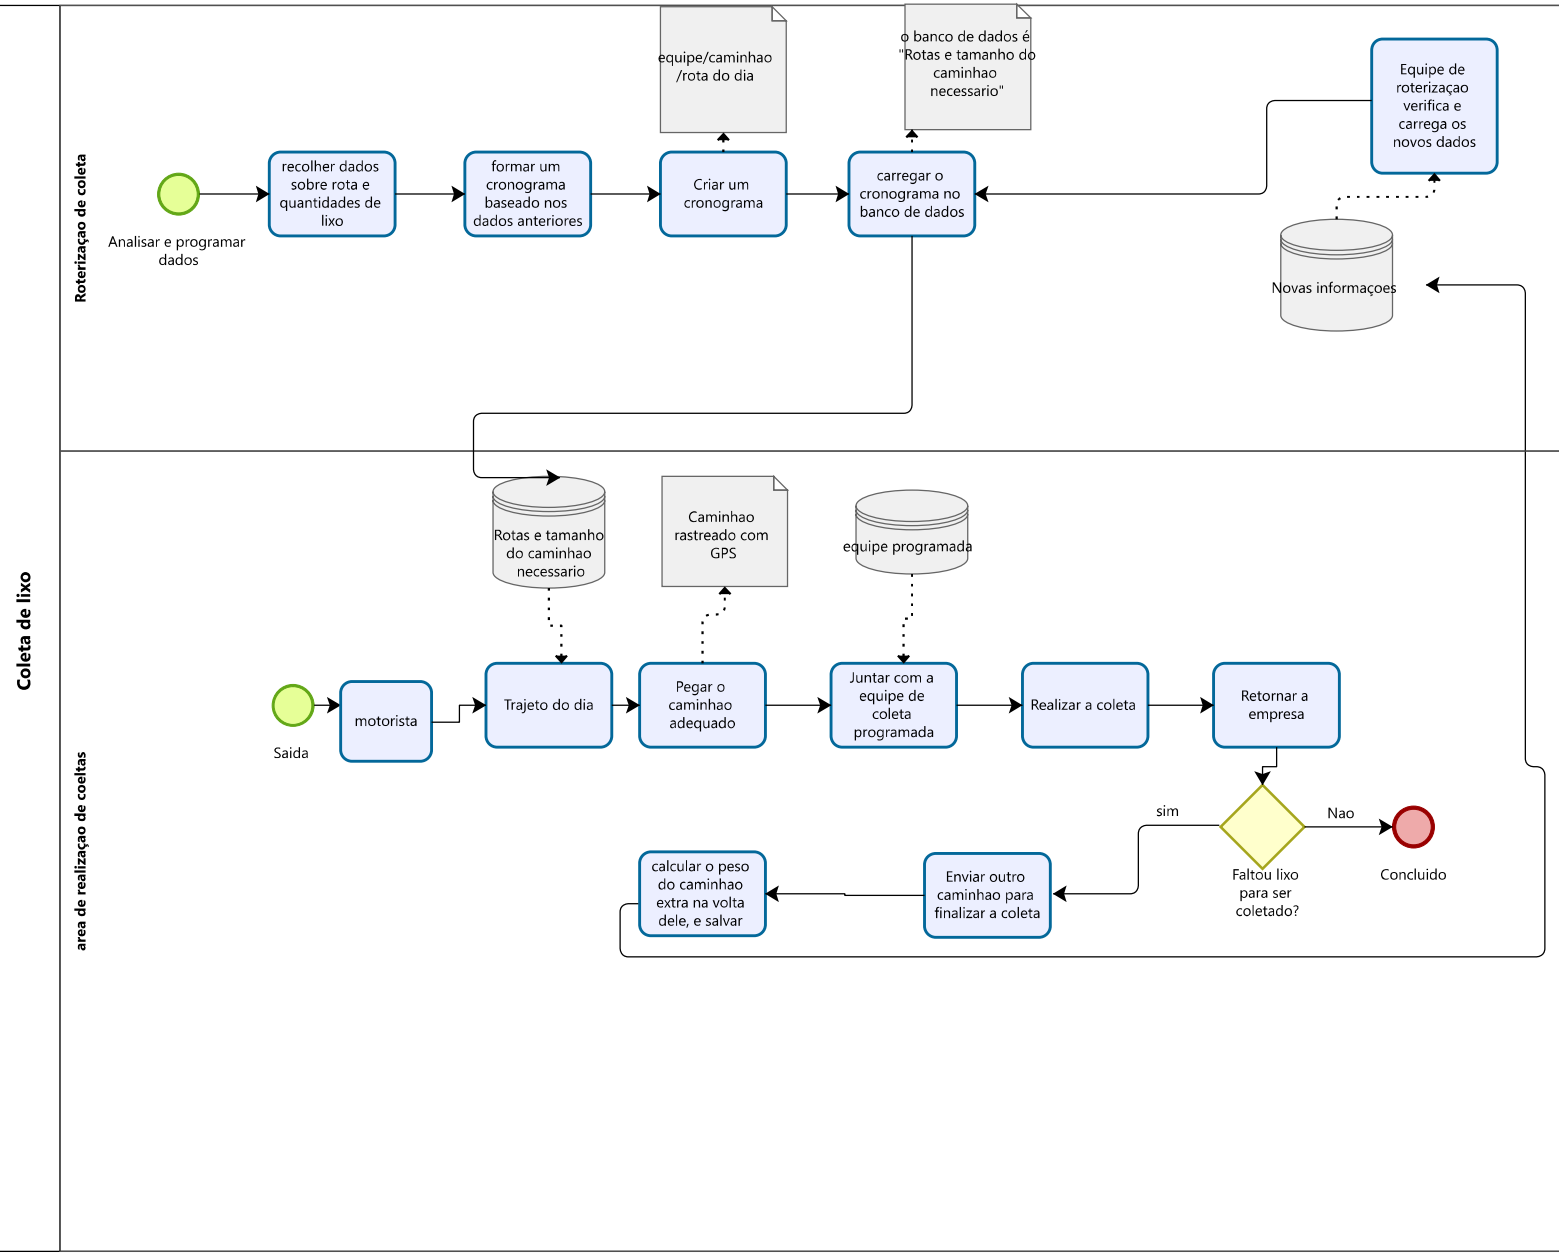 Coleta de lixo
Roterizaçao de coleta
equipe/caminhao
/rota do dia
o banco de dados é
"Rotas e tamanho do
caminhao
necessario"
Equipe de
roterizaçao
verifica e
carrega os
novos dados
recolher dados
sobre rota e
quantidades de
lixo
formar um
cronograma
baseado nos
dados anteriores
Criar um
cronograma
carregar o
cronograma no
banco de dados
Analisar e programar
dados
Novas informaçoes
area de realizaçao de coeltas
Rotas e tamanho
do caminhao
necessario
Caminhao
rastreado com
GPS
equipe programada
Saida
motorista
Trajeto do dia
Pegar o
caminhao
adequado
Juntar com a
equipe de
coleta
programada
Realizar a coleta
Retornar a
empresa
sim
Nao
Faltou lixo
para ser
coletado?
Concluido
Enviar outro
caminhao para
finalizar a coleta
calcular o peso
do caminhao
extra na volta
dele, e salvar